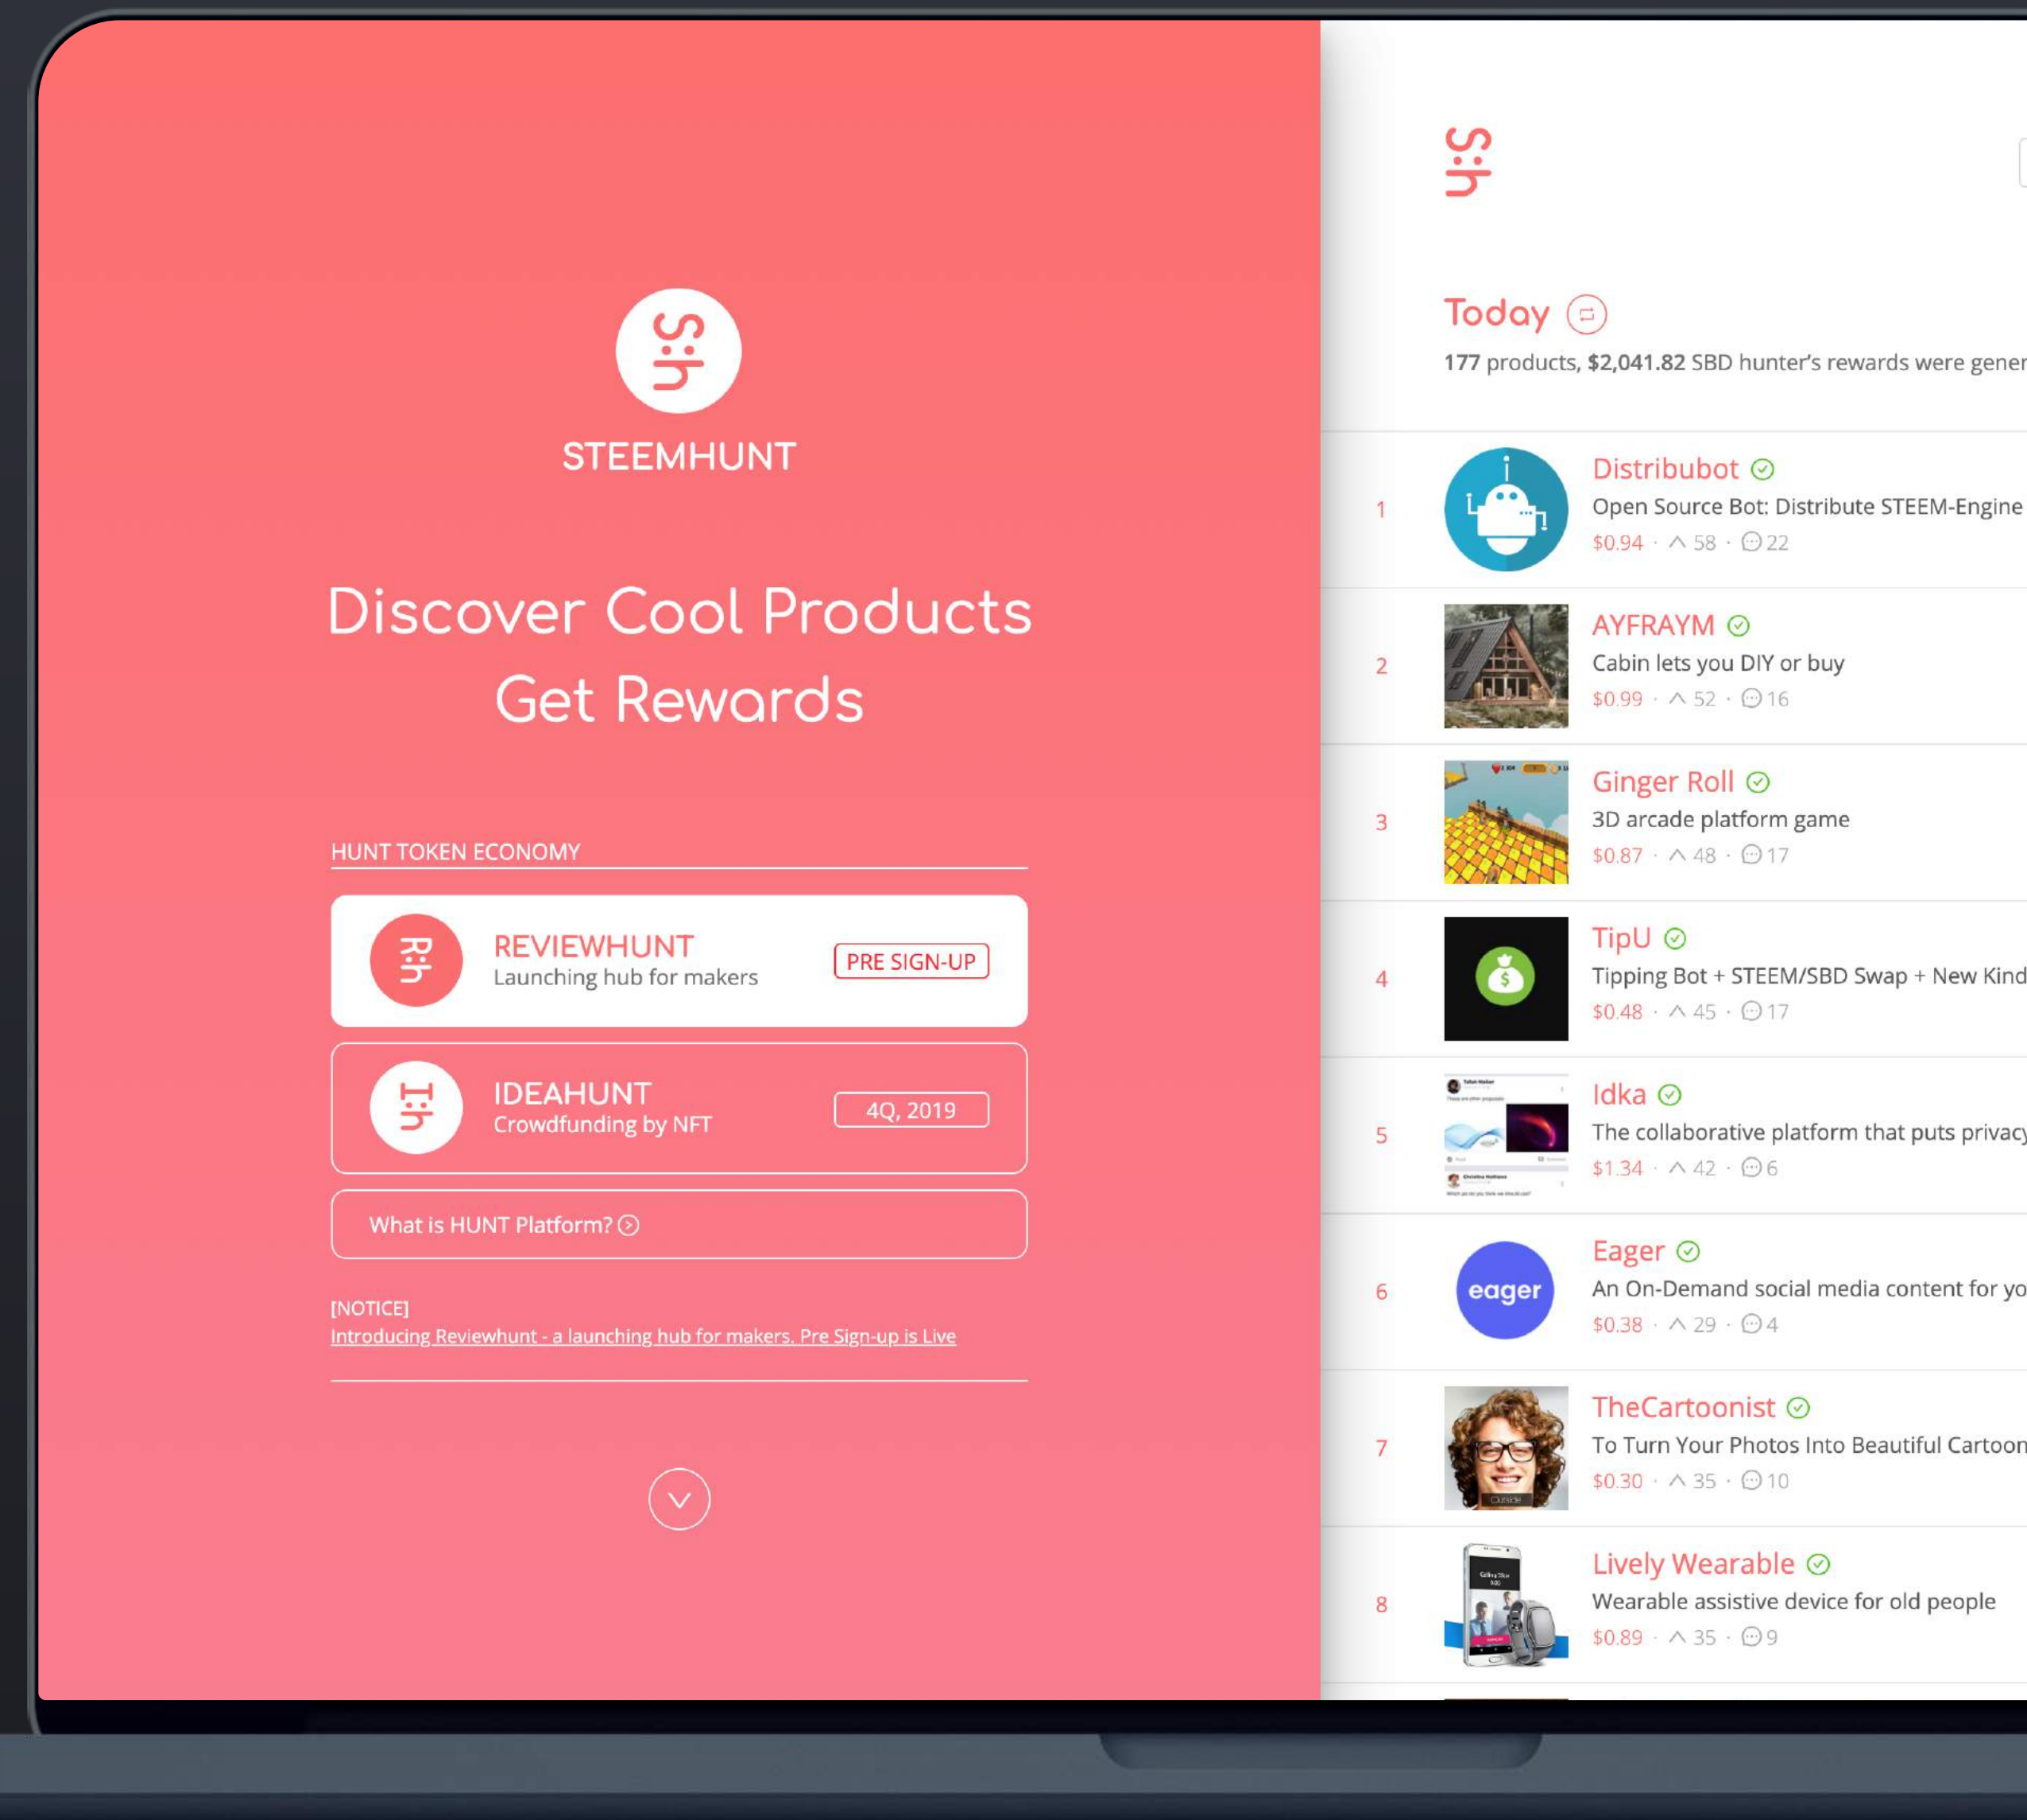 S:h
STEEMHUNT
Discover Cool Products
Get Rewards
HUNT TOKEN ECONOMY
R:h
REVIEWHUNT
Launching hub for makers
PRE SIGN-UP
I:h
IDEAHUNT
Crowdfunding by NFT
4Q, 2019
What is HUNT Platform?
[NOTICE]
Introducing Reviewhunt - a launching hub for makers. Pre Sign-up is Live
S:h
Today
177 products, $2,041.82 SBD hunter's rewards were gener
1
Distribubot
Open Source Bot: Distribute STEEM-Engine
$0.94 · 58 · 22
2
AYFRAYM
Cabin lets you DIY or buy
$0.99 · 52 · 16
3
Ginger Roll
3D arcade platform game
$0.87 · 48 · 17
4
$
TipU
Tipping Bot + STEEM/SBD Swap + New Kind
$0.48 · 45 · 17
5
Idka
The collaborative platform that puts privacy
$1.34 · 42 · 6
6
eager
Eager
An On-Demand social media content for yo
$0.38 · 29 · 4
7
Outside
TheCartoonist
To Turn Your Photos Into Beautiful Cartoon
$0.30 · 35 · 10
8
Lively Wearable
Wearable assistive device for old people
$0.89 · 35 · 9